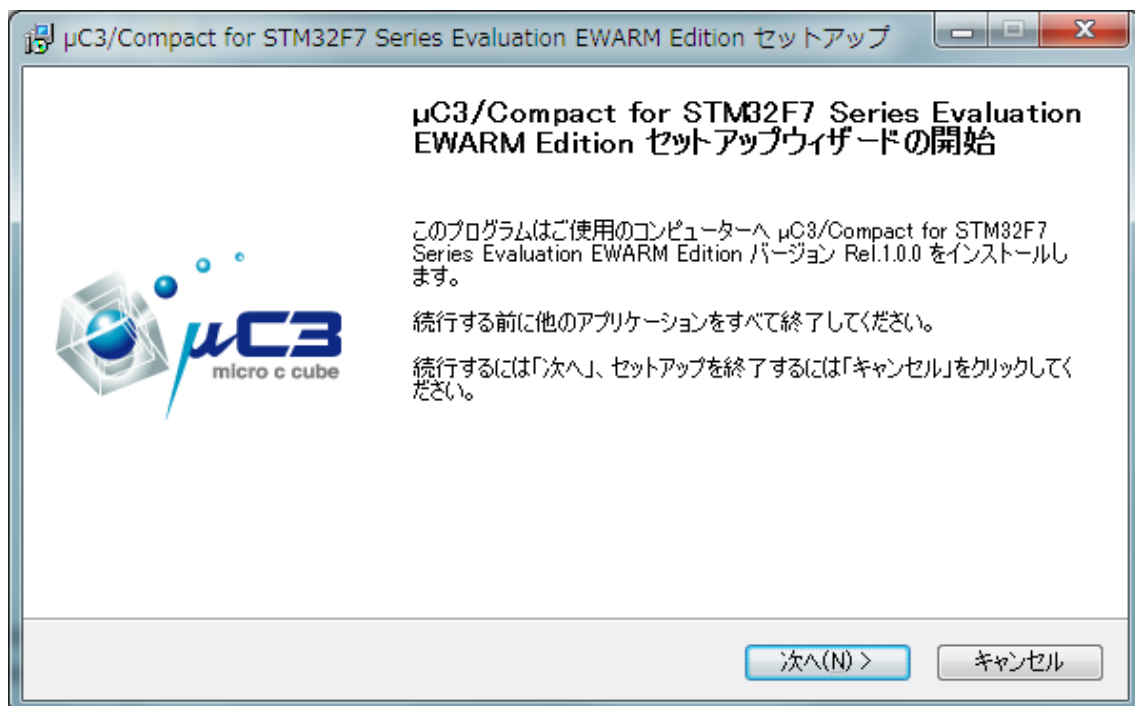 μC3/Compact for STM32F7 Series Evaluation EWARM Edition セットアップ
μC3/Compact for STM32F7 Series Evaluation
EWARM Edition セットアップウィザードの開始
このプログラムはご使用のコンピューターへ μC3/Compact for STM32F7
Series Evaluation EWARM Edition バージョン Rel.1.0.0 をインストールし
ます。
続行する前に他のアプリケーションをすべて終了してください。
続行するには「次へ」、セットアップを終了するには「キャンセル」をクリックしてく
ださい。
μC3
micro c cube
次へ(N) >
キャンセル